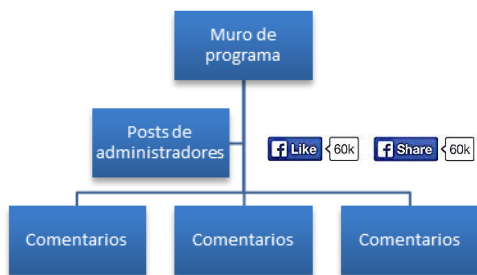 Muro de
programa
Posts de
administradores
f Like 60k f Share 60k
Comentarios Comentarios Comentarios